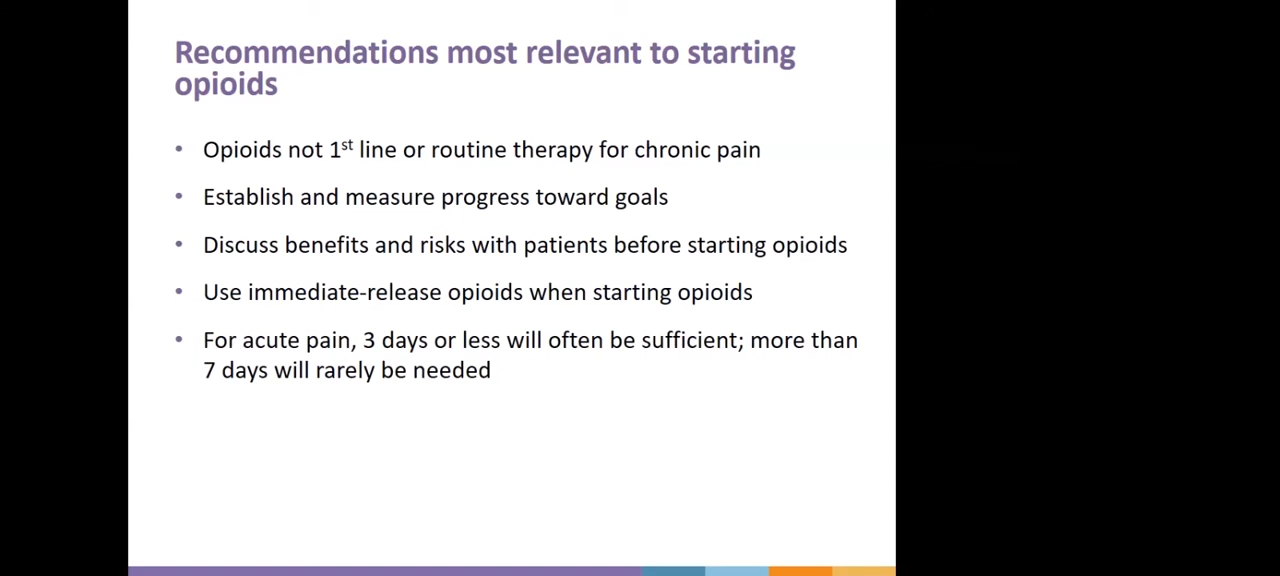 Recommendations most relevant to starting
opioids
• Opioids not 1st line or routine therapy for chronic pain
• Establish and measure progress toward goals
• Discuss benefits and risks with patients before starting opioids
• Use immediate-release opioids when starting opioids
• For acute pain, 3 days or less will often be sufficient; more than
7 days will rarely be needed